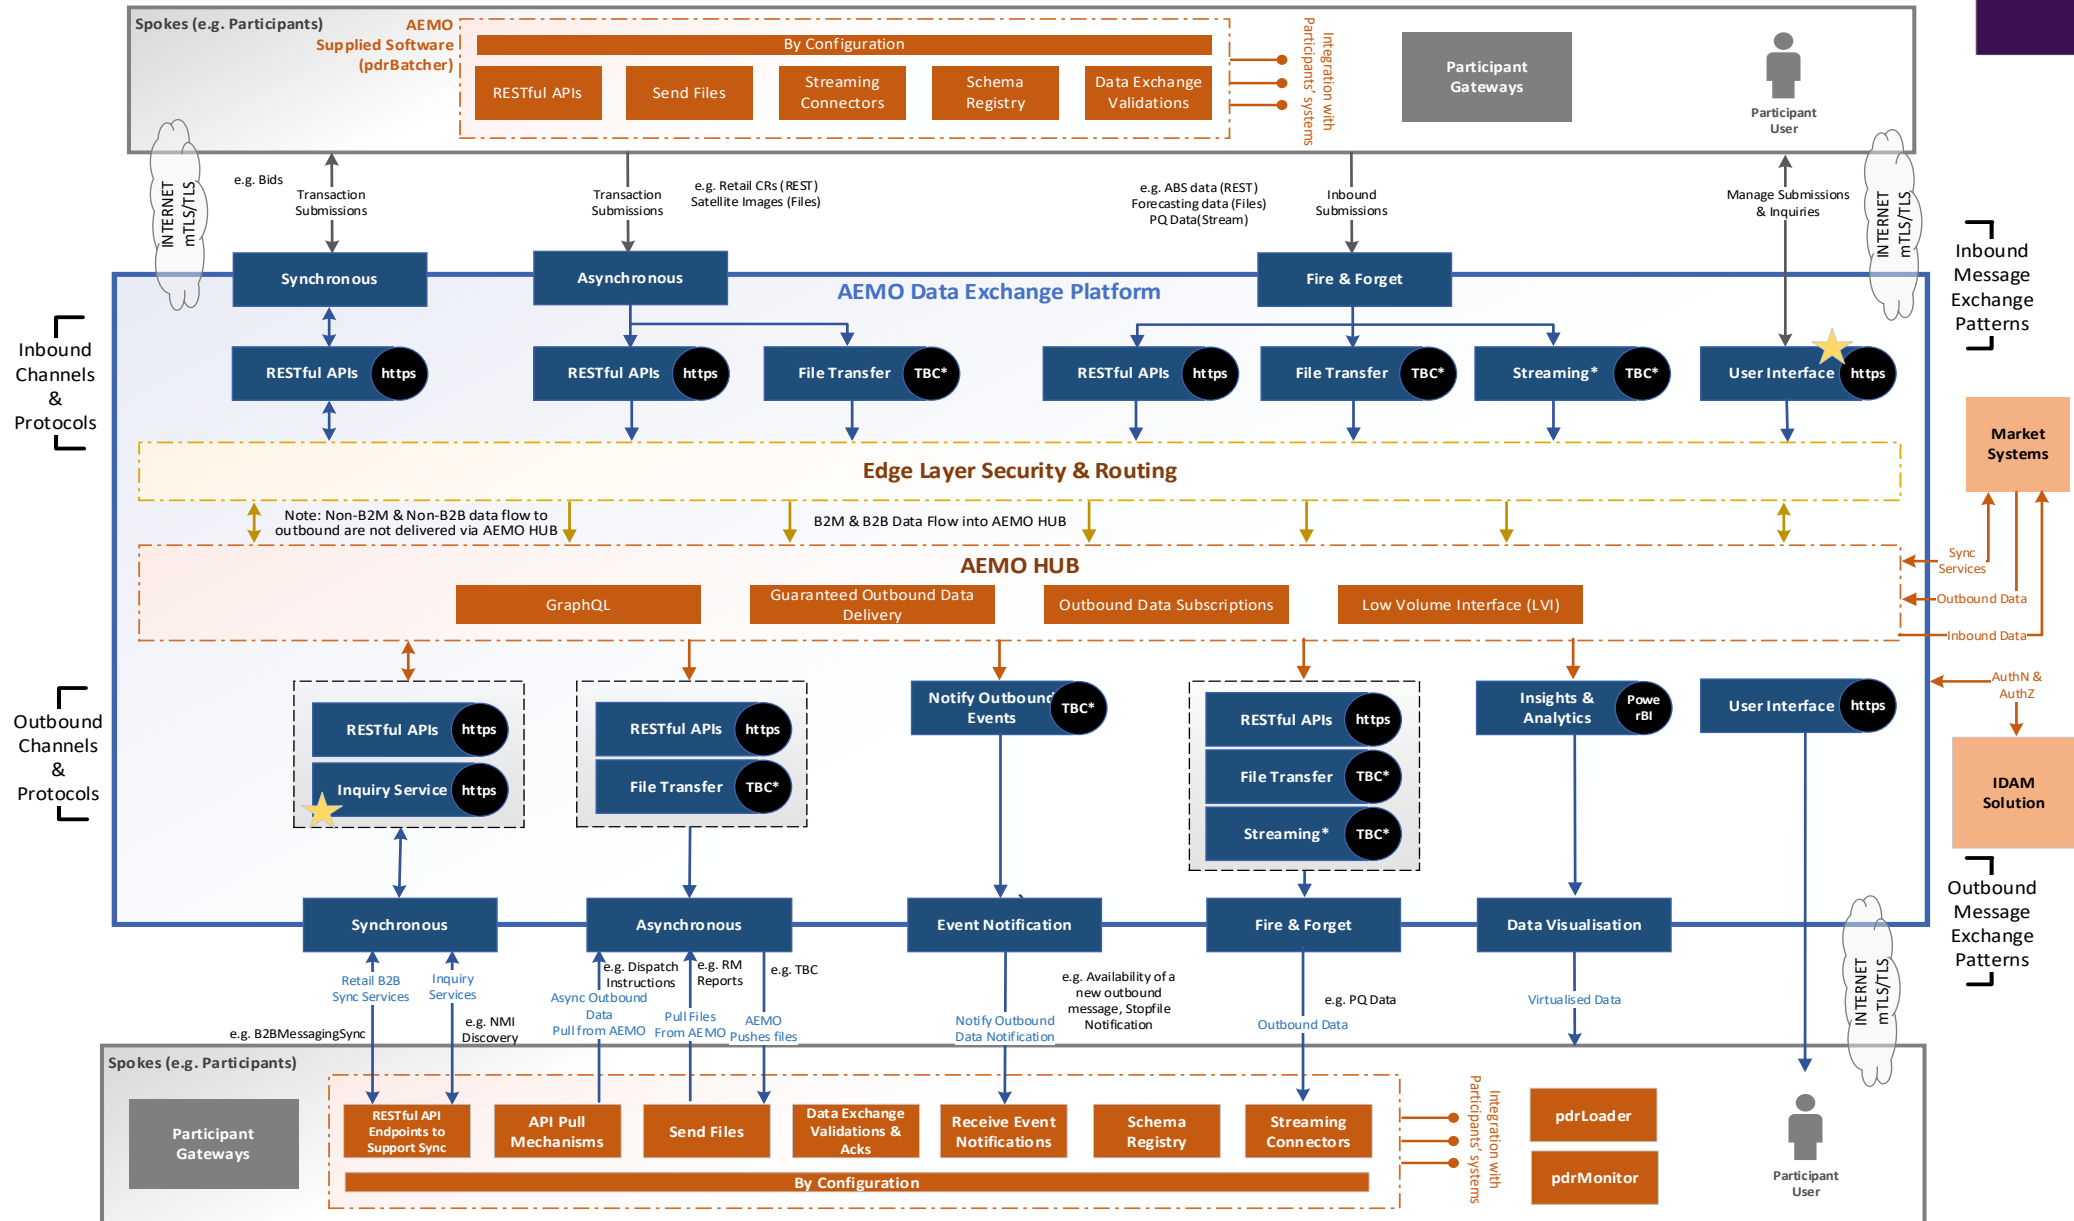 Spokes (e.g. Participants)
AEMO
Supplied Software
(pdrBatcher)
By Configuration
RESTful APIs
Send Files
Streaming
Connectors
Schema
Registry
Data Exchange
Validations
Integration with
Participants' systems
Participant
Gateways
Participant
User
INTERNET
mTLS/TLS
e.g. Bids
Transaction
Submissions
Transaction
Submissions
e.g. Retail CRs (REST)
Satellite Images (Files)
e.g. ABS data (REST)
Forecasting data (Files)
PQ Data(Stream)
Inbound
Submissions
Manage Submissions
& Inquiries
INTERNET
mTLS/TLS
Inbound
Message
Exchange
Patterns
Synchronous
Asynchronous
Fire & Forget
AEMO Data Exchange Platform
Inbound
Channels
&
Protocols
RESTful APIs
https
RESTful APIs
https
File Transfer
TBC*
RESTful APIs
https
File Transfer
TBC*
Streaming*
TBC*
User Interface
https
Edge Layer Security & Routing
Market
Systems
Note: Non-B2M & Non-B2B data flow to
outbound are not delivered via AEMO HUB
B2M & B2B Data Flow into AEMO HUB
AEMO HUB
GraphQL
Guaranteed Outbound Data
Delivery
Outbound Data Subscriptions
Low Volume Interface (LVI)
Sync
Services
Outbound Data
Inbound Data
AuthN &
AuthZ
IDAM
Solution
Outbound
Channels
&
Protocols
RESTful APIs
https
Inquiry Service
https
RESTful APIs
https
File Transfer
TBC*
Notify Outbound
Events
TBC*
RESTful APIs
https
File Transfer
TBC*
Streaming*
TBC*
Insights &
Analytics
Powe
rBI
User Interface
https
Outbound
Message
Exchange
Patterns
Synchronous
Asynchronous
Event Notification
Fire & Forget
Data Visualisation
Retail B2B
Sync Services
Inquiry
Services
e.g. B2BMessagingSync
e.g. NMI
Discovery
e.g. Dispatch
Instructions
Async Outbound
Data
Pull from AEMO
e.g. RM
Reports
Pull Files
From AEMO
e.g. TBC
AEMO
Pushes files
Notify Outbound
Data Notification
e.g. Availability of a
new outbound
message, Stopfile
Notification
e.g. PQ Data
Outbound Data
Virtualised Data
INTERNET
mTLS/TLS
Spokes (e.g. Participants)
Participant
Gateways
RESTful API
Endpoints to
Support Sync
API Pull
Mechanisms
Send Files
Data Exchange
Validations &
Acks
Receive Event
Notifications
Schema
Registry
Streaming
Connectors
By Configuration
Integration with
Participants' systems
pdrLoader
pdrMonitor
Participant
User